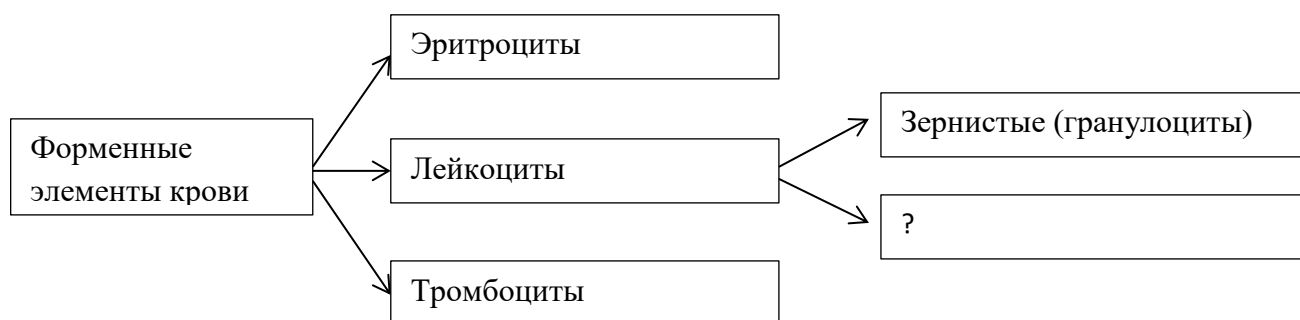 Эритроциты
Форменные
элементы крови
Лейкоциты
Тромбоциты
Зернистые (гранулоциты)
?